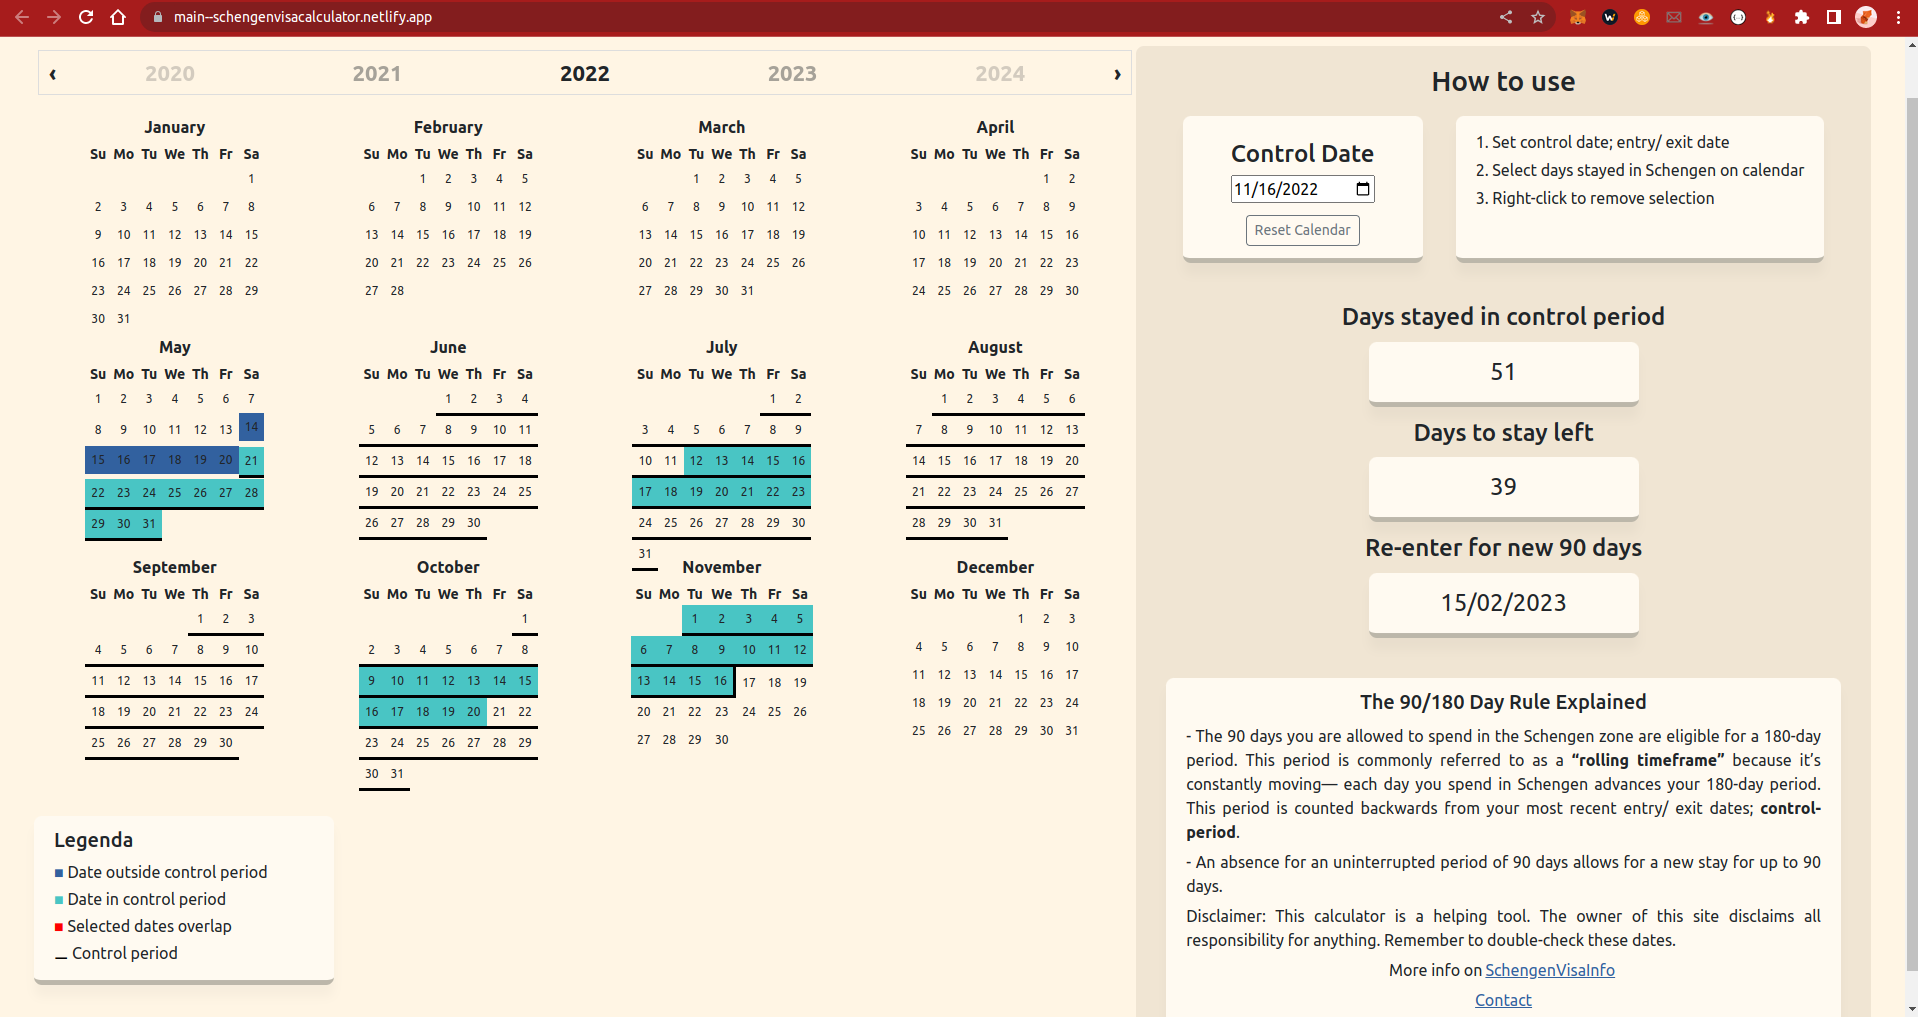 main--schengenvisacalculator.netlify.app
‹ 2020 2021 2022 2023 2024 ›
January
Su Mo Tu We Th Fr Sa
1
2 3 4 5 6 7 8
9 10 11 12 13 14 15
16 17 18 19 20 21 22
23 24 25 26 27 28 29
30 31
February
Su Mo Tu We Th Fr Sa
1 2 3 4 5
6 7 8 9 10 11 12
13 14 15 16 17 18 19
20 21 22 23 24 25 26
27 28
March
Su Mo Tu We Th Fr Sa
1 2 3 4 5
6 7 8 9 10 11 12
13 14 15 16 17 18 19
20 21 22 23 24 25 26
27 28 29 30 31
April
Su Mo Tu We Th Fr Sa
1 2
3 4 5 6 7 8 9
10 11 12 13 14 15 16
17 18 19 20 21 22 23
24 25 26 27 28 29 30
May
Su Mo Tu We Th Fr Sa
1 2 3 4 5 6 7
8 9 10 11 12 13 14
15 16 17 18 19 20 21
22 23 24 25 26 27 28
29 30 31
June
Su Mo Tu We Th Fr Sa
1 2 3 4
5 6 7 8 9 10 11
12 13 14 15 16 17 18
19 20 21 22 23 24 25
26 27 28 29 30
July
Su Mo Tu We Th Fr Sa
1 2
3 4 5 6 7 8 9
10 11 12 13 14 15 16
17 18 19 20 21 22 23
24 25 26 27 28 29 30
31
August
Su Mo Tu We Th Fr Sa
1 2 3 4 5 6
7 8 9 10 11 12 13
14 15 16 17 18 19 20
21 22 23 24 25 26 27
28 29 30 31
September
Su Mo Tu We Th Fr Sa
1 2 3
4 5 6 7 8 9 10
11 12 13 14 15 16 17
18 19 20 21 22 23 24
25 26 27 28 29 30
October
Su Mo Tu We Th Fr Sa
1
2 3 4 5 6 7 8
9 10 11 12 13 14 15
16 17 18 19 20 21 22
23 24 25 26 27 28 29
30 31
November
Su Mo Tu We Th Fr Sa
1 2 3 4 5
6 7 8 9 10 11 12
13 14 15 16 17 18 19
20 21 22 23 24 25 26
27 28 29 30
December
Su Mo Tu We Th Fr Sa
1 2 3
4 5 6 7 8 9 10
11 12 13 14 15 16 17
18 19 20 21 22 23 24
25 26 27 28 29 30 31
Legenda
Date outside control period
Date in control period
Selected dates overlap
Control period
How to use
Control Date
11/16/2022
Reset Calendar
1. Set control date; entry/ exit date
2. Select days stayed in Schengen on calendar
3. Right-click to remove selection
Days stayed in control period
51
Days to stay left
39
Re-enter for new 90 days
15/02/2023
The 90/180 Day Rule Explained
- The 90 days you are allowed to spend in the Schengen zone are eligible for a 180-day
period. This period is commonly referred to as a “rolling timeframe” because it’s
constantly moving— each day you spend in Schengen advances your 180-day period.
This period is counted backwards from your most recent entry/ exit dates; control-
period.
- An absence for an uninterrupted period of 90 days allows for a new stay for up to 90
days.
Disclaimer: This calculator is a helping tool. The owner of this site disclaims all
responsibility for anything. Remember to double-check these dates.
More info on SchengenVisaInfo
Contact